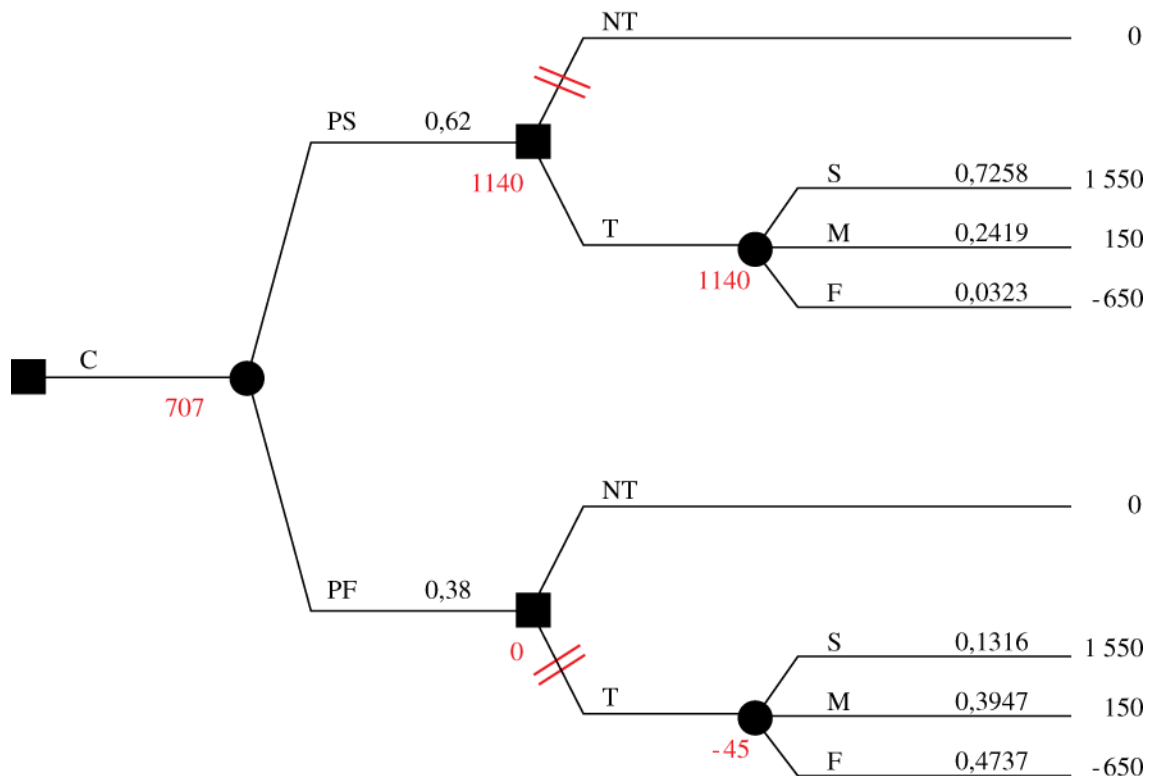 NT 0
PS 0,62
1140
S 0,7258 1 550
T M 0,2419 150
1140
F 0,0323 -650
C
707
NT 0
PF 0,38
0
S 0,1316 1 550
T M 0,3947 150
-45
F 0,4737 -650